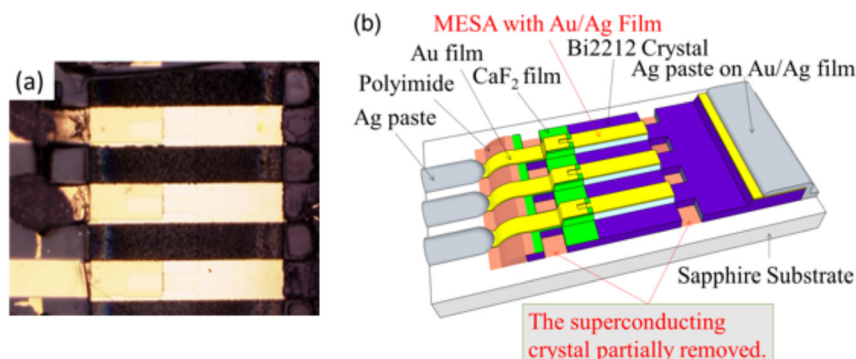 (a)
(b)
MESA with Au/Ag Film
Au film
Bi2212 Crystal
Polyimide
CaF₂ film
Ag paste on Au/Ag film
Ag paste
Sapphire Substrate
The superconducting
crystal partially removed.